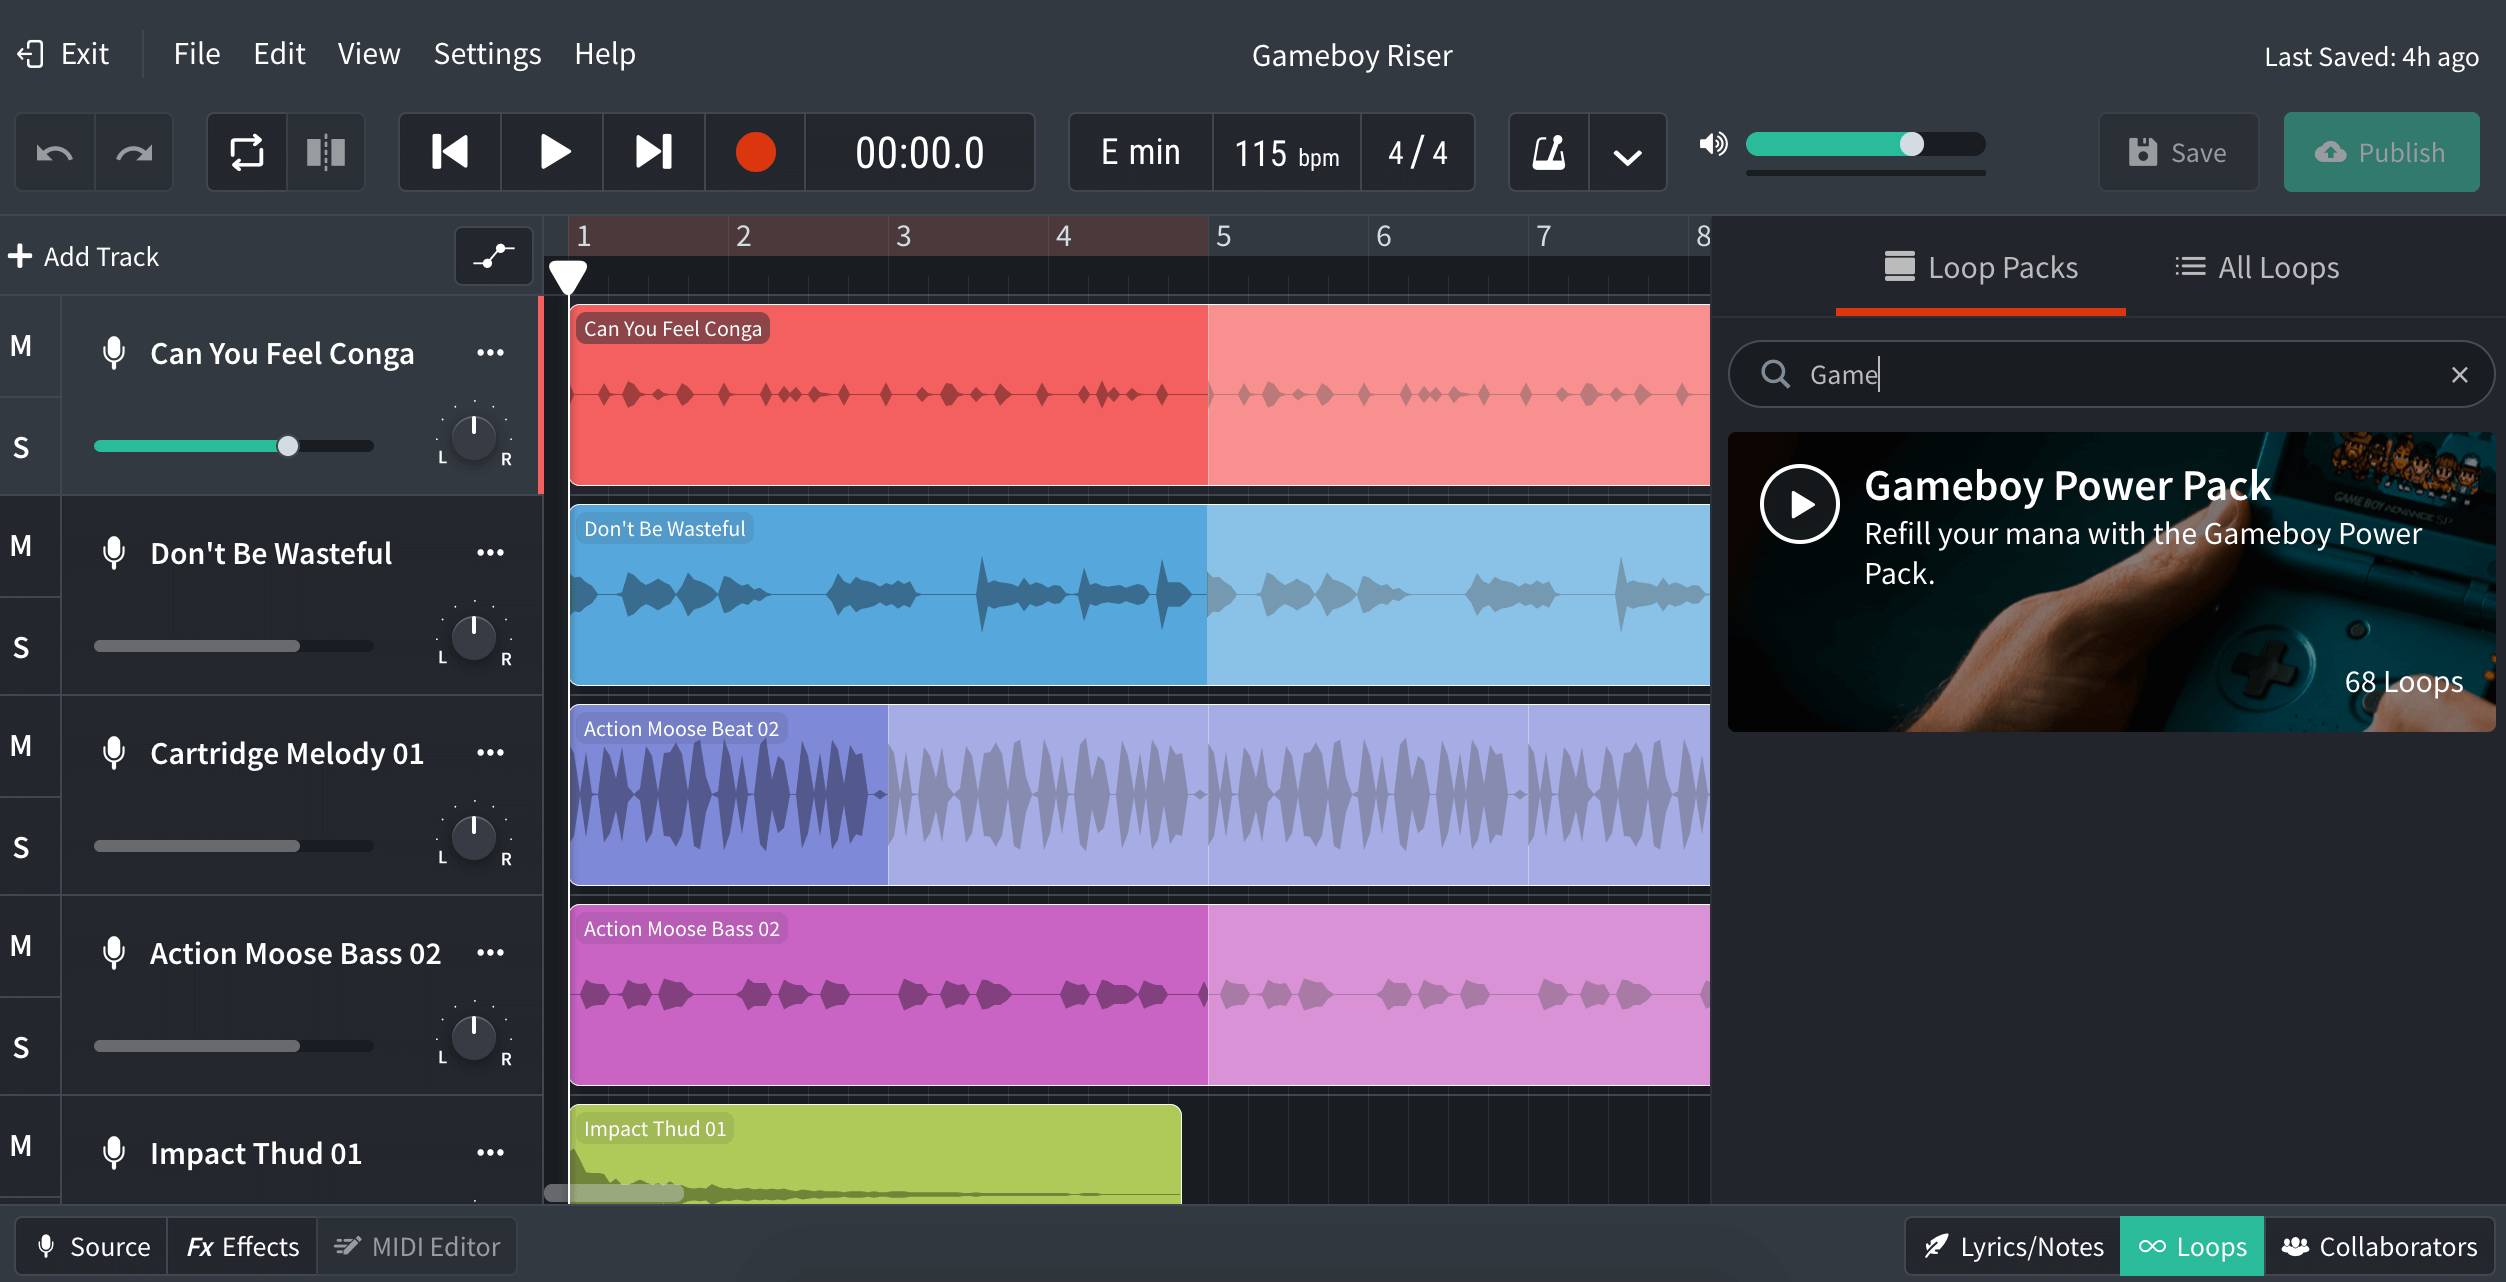 Exit
File
Edit
View
Settings
Help
Gameboy Riser
Last Saved: 4h ago
00:00.0
E min
115 bpm
4 / 4
Save
Publish
Add Track
1
2
3
4
5
6
7
8
Loop Packs
All Loops
Game
M
S
Can You Feel Conga
L
R
Can You Feel Conga
Gameboy Power Pack
Refill your mana with the Gameboy Power
Pack.
68 Loops
GAME BOY ADVANCE SP
M
S
Don't Be Wasteful
L
R
Don't Be Wasteful
M
S
Cartridge Melody 01
L
R
Action Moose Beat 02
M
S
Action Moose Bass 02
L
R
Action Moose Bass 02
M
Impact Thud 01
Impact Thud 01
Source
Fx Effects
MIDI Editor
Lyrics/Notes
Loops
Collaborators